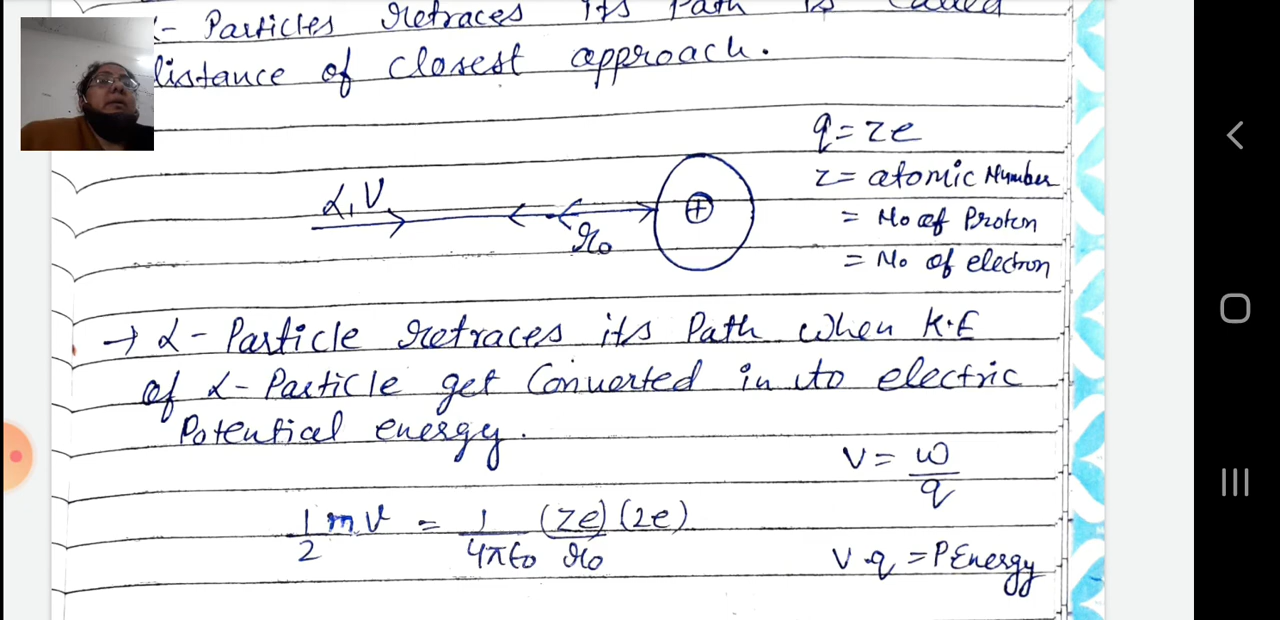 α- Particles retraces its Path is called
distance of closest approach.
q = ze
z = atomic Number
= No of Proton
= No of electron
α, V
r₀
+
→ α - Particle retraces its Path when K.E
of α- Particle get Converted in to electric
Potential energy.
V = w/q
1/2 mv = 1/4πε₀ (Ze)(2e)/r₀
V.q = P Energy